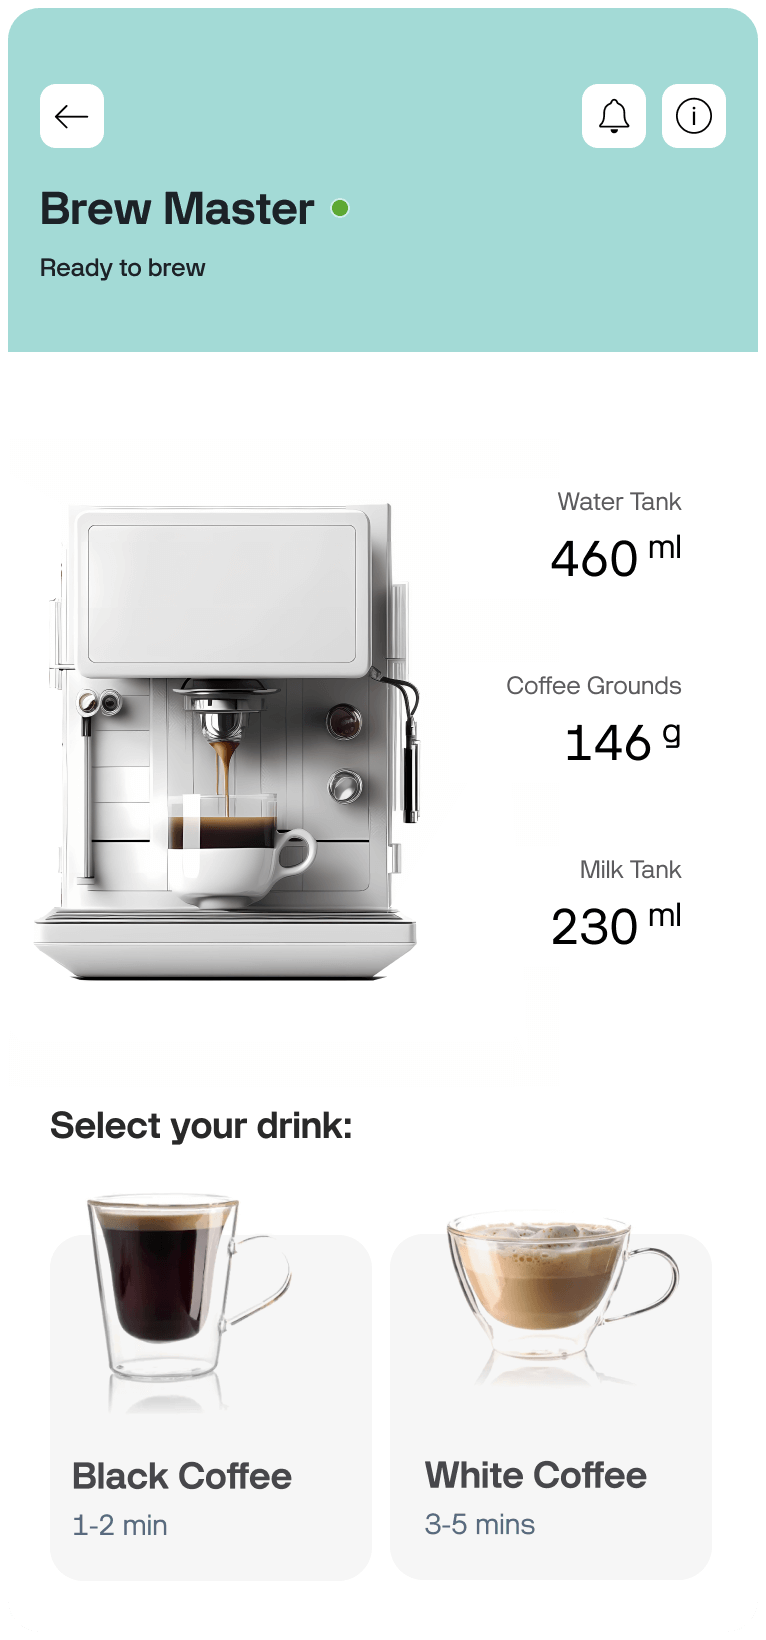 Brew Master
Ready to brew
Water Tank
460 ml
Coffee Grounds
146 g
Milk Tank
230 ml
Select your drink:
Black Coffee
1-2 min
White Coffee
3-5 mins